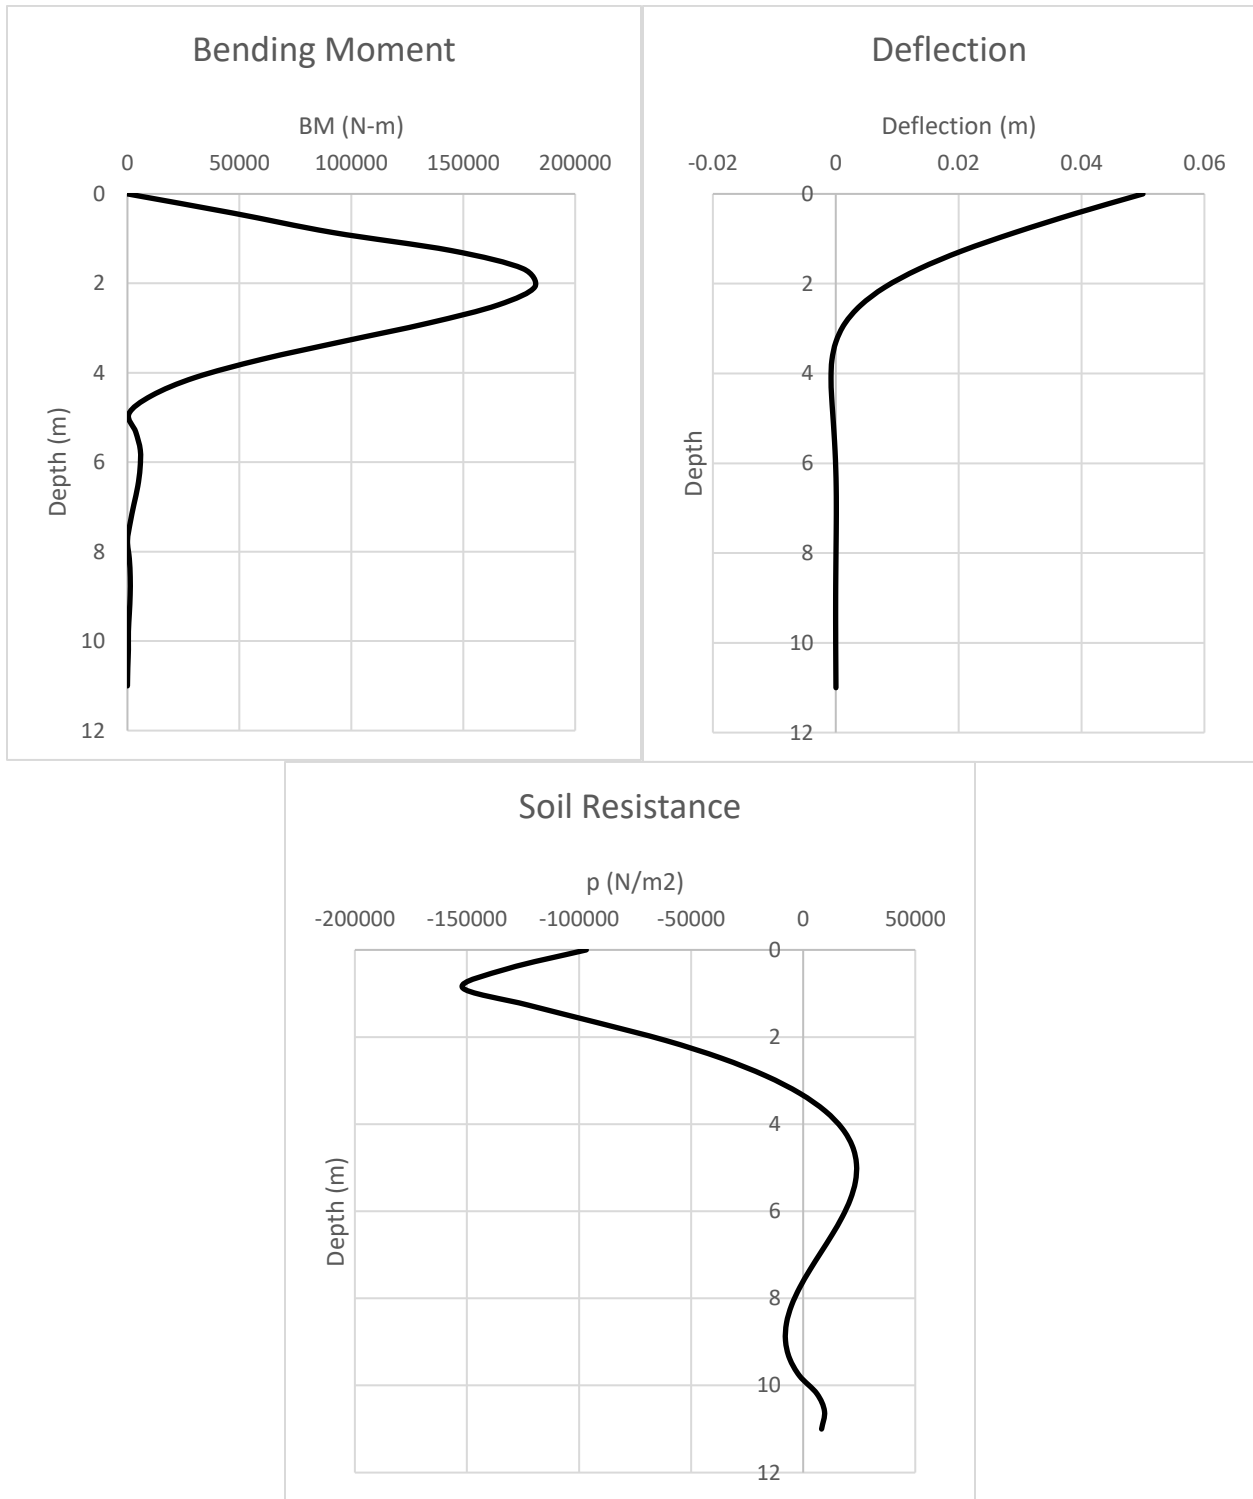 Bending Moment
BM (N-m)
0 50000 100000 150000 200000
0
2
4
6
8
10
12
Depth (m)
Deflection
Deflection (m)
-0.02 0 0.02 0.04 0.06
0
2
4
6
8
10
12
Depth
Soil Resistance
p (N/m2)
-200000 -150000 -100000 -50000 0 50000
0
2
4
6
8
10
12
Depth (m)